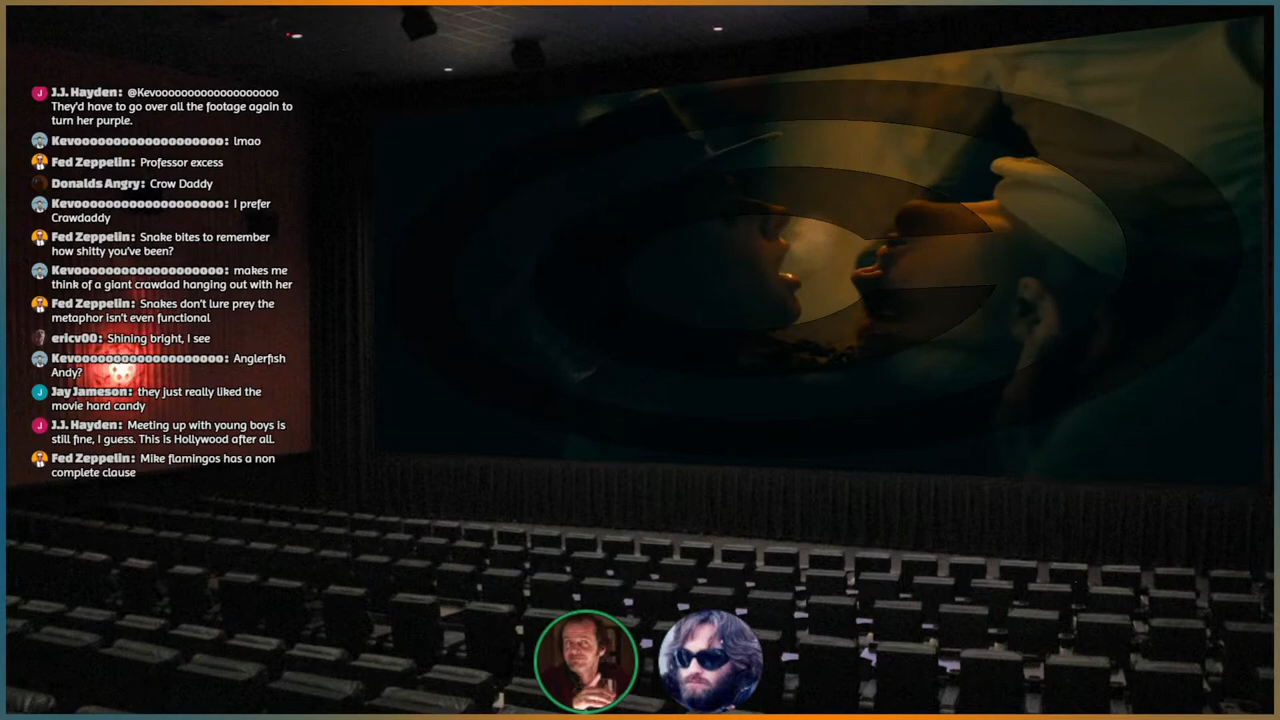 J.J. Hayden: @Kevooooooooooooooooooo
They'd have to go over all the footage again to
turn her purple.
Kevooooooooooooooooooo: lmao
Fed Zeppelin: Professor excess
Donalds Angry: Crow Daddy
Kevooooooooooooooooooo: I prefer
Crawdaddy
Fed Zeppelin: Snake bites to remember
how shitty you've been?
Kevooooooooooooooooooo: makes me
think of a giant crawdad hanging out with her
Fed Zeppelin: Snakes don't lure prey the
metaphor isn't even functional
ericv00: Shining bright, I see
Kevooooooooooooooooooo: Anglerfish
Andy?
Jay Jameson: they just really liked the
movie hard candy
J.J. Hayden: Meeting up with young boys is
still fine, I guess. This is Hollywood after all.
Fed Zeppelin: Mike flamingos has a non
complete clause